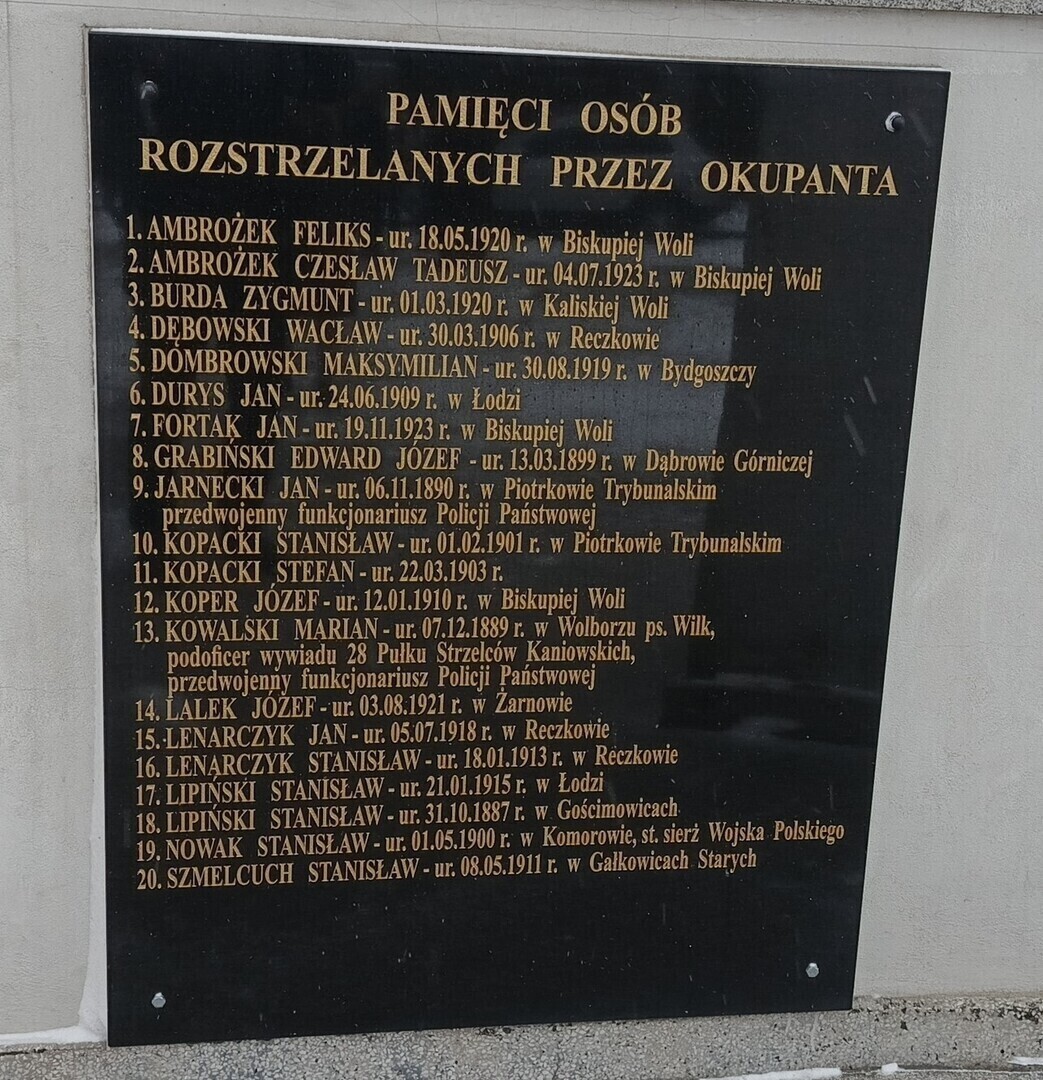 PAMIĘCI OSÓB
ROZSTRZELANYCH PRZEZ OKUPANTA
1. AMBROŻEK FELIKS - ur. 18.05.1920 r. w Biskupiej Woli
2. AMBROŻEK CZESŁAW TADEUSZ - ur. 04.07.1923 r. w Biskupiej Woli
3. BURDA ZYGMUNT - ur. 01.03.1920 r. w Kaliskiej Woli
4. DĘBOWSKI WACŁAW - ur. 30.03.1906 r. w Reczkowie
5. DOMBROWSKI MAKSYMILIAN - ur. 30.08.1919 r. w Bydgoszczy
6. DURYS JAN - ur. 24.06.1909 r. w Łodzi
7. FORTAK JAN - ur. 19.11.1923 r. w Biskupiej Woli
8. GRABIŃSKI EDWARD JÓZEF - ur. 13.03.1899 r. w Dąbrowie Górniczej
9. JARNECKI JAN - ur. 06.11.1890 r. w Piotrkowie Trybunalskim
przedwojenny funkcjonariusz Policji Państwowej
10. KOPACKI STANISŁAW - ur. 01.02.1901 r. w Piotrkowie Trybunalskim
11. KOPACKI STEFAN - ur. 22.03.1903 r.
12. KOPER JÓZEF - ur. 12.01.1910 r. w Biskupiej Woli
13. KOWALSKI MARIAN - ur. 07.12.1889 r. w Wolborzu ps. Wilk,
podoficer wywiadu 28 Pułku Strzelców Kaniowskich,
przedwojenny funkcjonariusz Policji Państwowej
14. LALEK JÓZEF - ur. 03.08.1921 r. w Żarnowie
15. LENARCZYK JAN - ur. 05.07.1918 r. w Reczkowie
16. LENARCZYK STANISŁAW - ur. 18.01.1913 r. w Reczkowie
17. LIPIŃSKI STANISŁAW - ur. 21.01.1915 r. w Łodzi
18. LIPIŃSKI STANISŁAW - ur. 31.10.1887 r. w Gościmowicach
19. NOWAK STANISŁAW - ur. 01.05.1900 r. w Komorowie, st. sierż Wojska Polskiego
20. SZMELCUCH STANISŁAW - ur. 08.05.1911 r. w Gałkowicach Starych